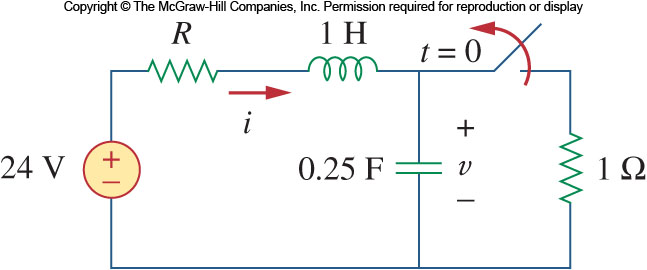 Copyright © The McGraw-Hill Companies, Inc. Permission required for reproduction or display
R
1 H
t = 0
i
+
24 V
+
−
0.25 F
v
−
1 Ω